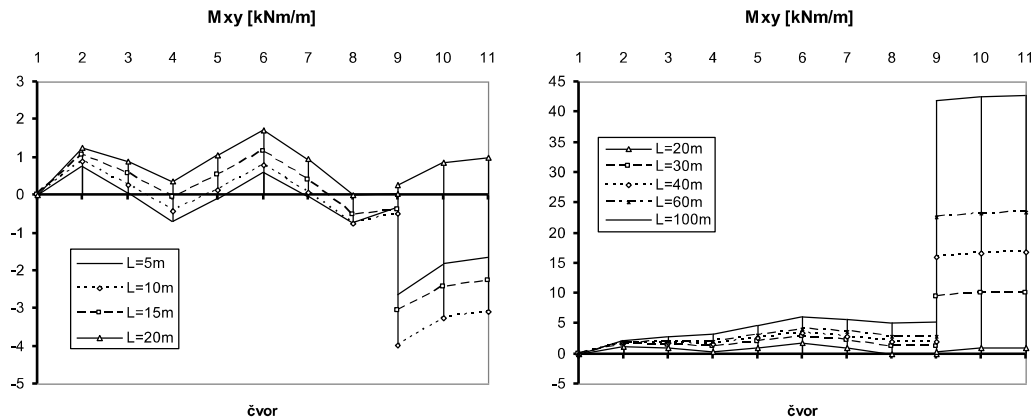 Mxy [kNm/m]
1 2 3 4 5 6 7 8 9 10 11
3
2
1
0
-1
-2
-3
-4
-5
L=5m
L=10m
L=15m
L=20m
čvor
Mxy [kNm/m]
1 2 3 4 5 6 7 8 9 10 11
45
40
35
30
25
20
15
10
5
0
-5
L=20m
L=30m
L=40m
L=60m
L=100m
čvor